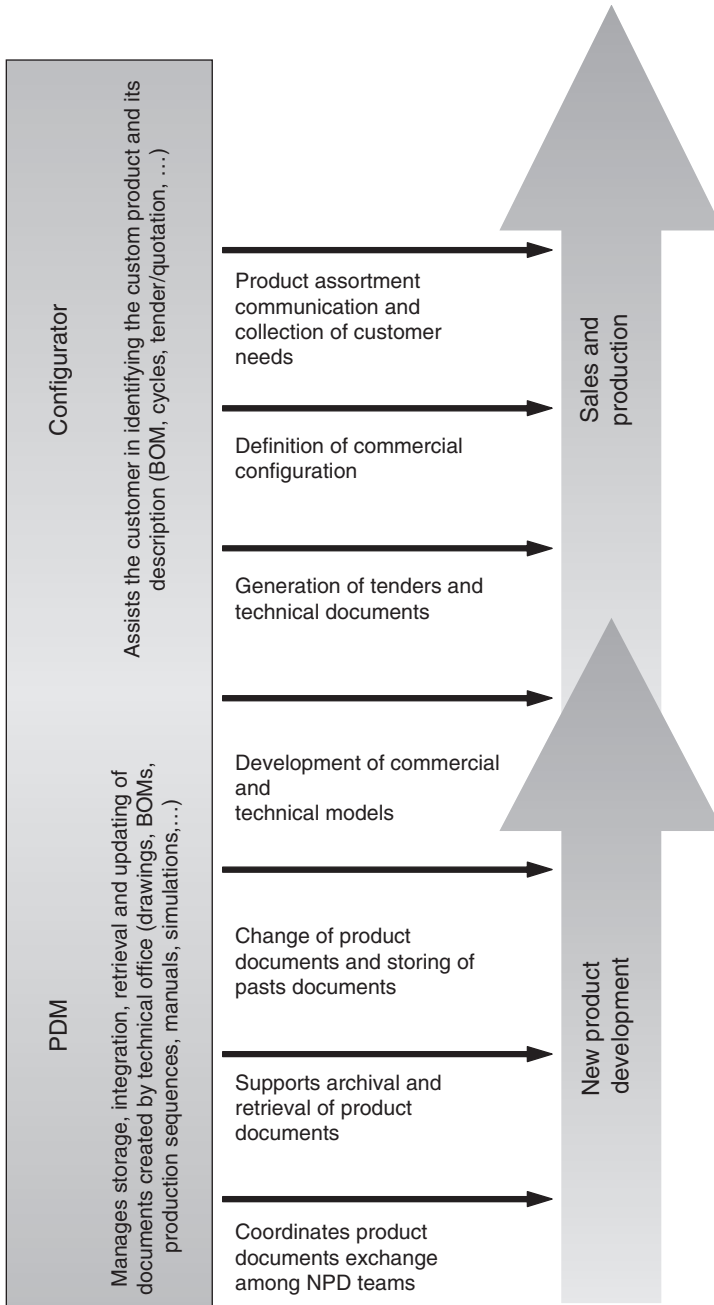 Configurator
Assists the customer in identifying the custom product and its
description (BOM, cycles, tender/quotation, …)
PDM
Manages storage, integration, retrieval and updating of
documents created by technical office (drawings, BOMs,
production sequences, manuals, simulations,…)
Product assortment
communication and
collection of customer
needs
Definition of commercial
configuration
Generation of tenders and
technical documents
Development of commercial
and
technical models
Change of product
documents and storing of
pasts documents
Supports archival and
retrieval of product
documents
Coordinates product
documents exchange
among NPD teams
Sales and
production
New product
development